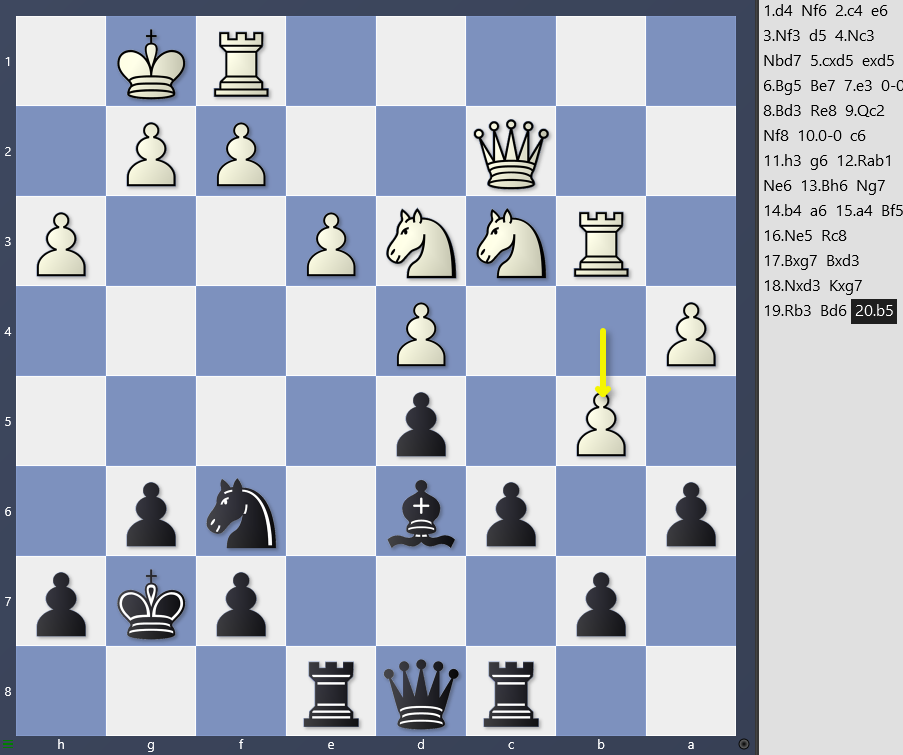 1.d4 Nf6 2.c4 e6
3.Nf3 d5 4.Nc3
Nbd7 5.cxd5 exd5
6.Bg5 Be7 7.e3 0-0
8.Bd3 Re8 9.Qc2
Nf8 10.0-0 c6
11.h3 g6 12.Rab1
Ne6 13.Bh6 Ng7
14.b4 a6 15.a4 Bf5
16.Ne5 Rc8
17.Bxg7 Bxd3
18.Nxd3 Kxg7
19.Rb3 Bd6 20.b5
1
2
3
4
5
6
7
8
h g f e d c b a